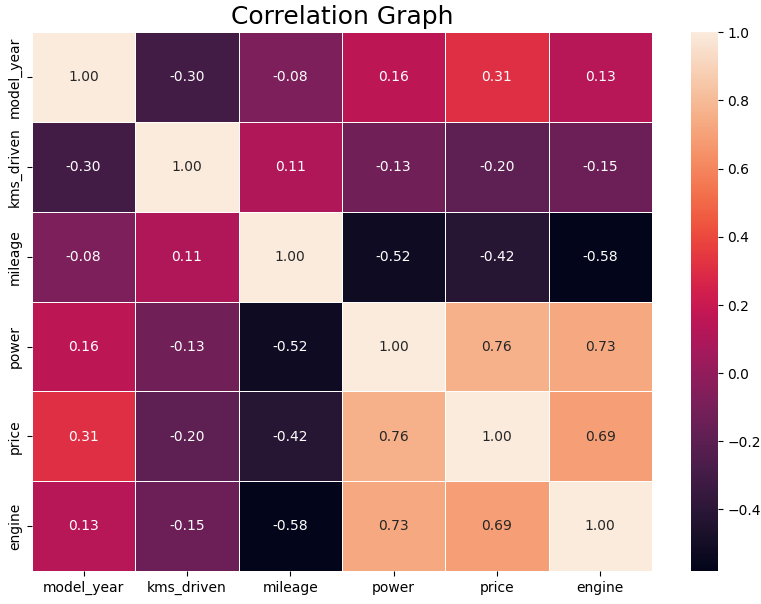 Correlation Graph
model_year 1.00 -0.30 -0.08 0.16 0.31 0.13
kms_driven -0.30 1.00 0.11 -0.13 -0.20 -0.15
mileage -0.08 0.11 1.00 -0.52 -0.42 -0.58
power 0.16 -0.13 -0.52 1.00 0.76 0.73
price 0.31 -0.20 -0.42 0.76 1.00 0.69
engine 0.13 -0.15 -0.58 0.73 0.69 1.00
model_year kms_driven mileage power price engine
1.0
0.8
0.6
0.4
0.2
0.0
−0.2
−0.4